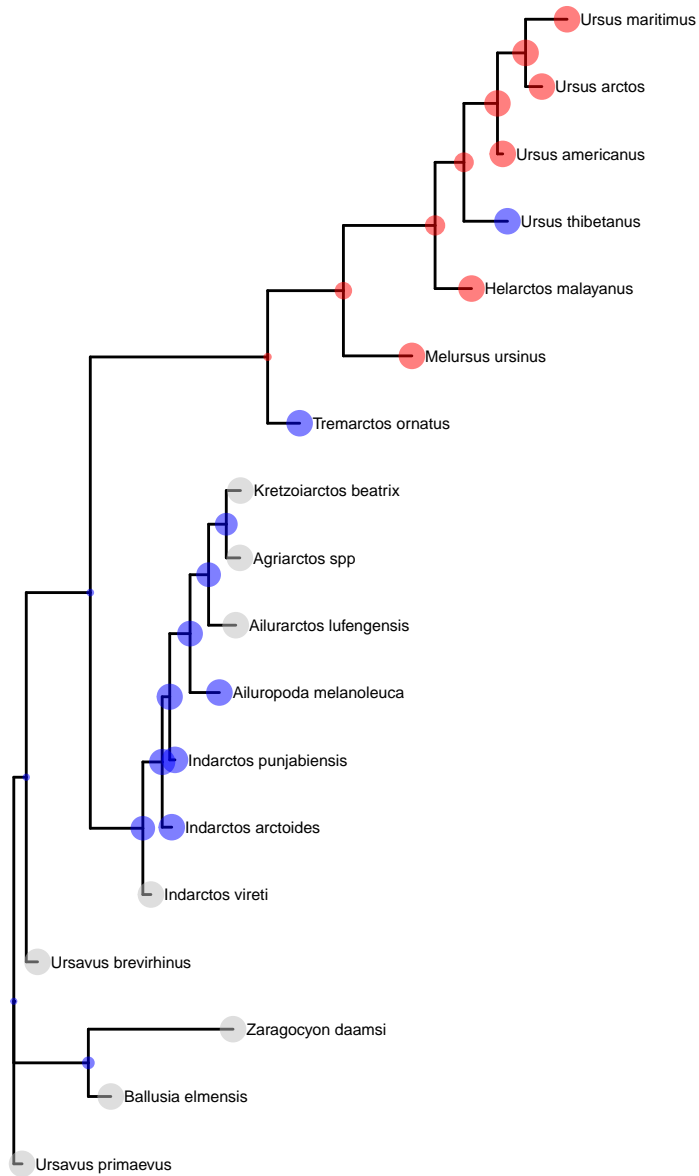 Ursus maritimus
Ursus arctos
Ursus americanus
Ursus thibetanus
Helarctos malayanus
Melursus ursinus
Tremarctos ornatus
Kretzoiarctos beatrix
Agriarctos spp
Ailurarctos lufengensis
Ailuropoda melanoleuca
Indarctos punjabiensis
Indarctos arctoides
Indarctos vireti
Ursavus brevirhinus
Zaragocyon daamsi
Ballusia elmensis
Ursavus primaevus